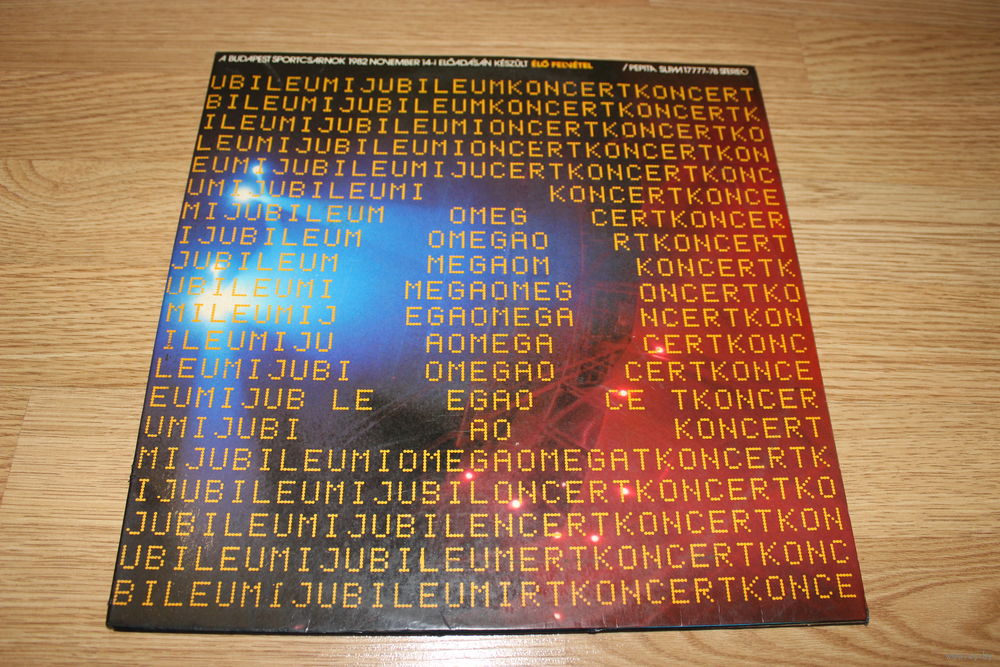 A BUDAPEST SPORTCSARNOK 1982 NOVEMBER 14-I ELŐADÁSÁN KÉSZÜLT ÉLŐ FELVÉTEL / PEPITA SLPM 17777-78 STEREO
UBILEUMIJUBILEUMKONCERTKONCERT
BILEUMIJUBILEUMKONCERTKONCERTK
ILEUMIJUBILEUMIONCERTKONCERTKO
LEUMIJUBILEUMIONCERTKONCERTKON
EUMIJUBILEUMIJUCERTKONCERTKONC
UMIJUBILEUMI KONCERTKONCE
MIJUBILEUM OMEG CERTKONCER
IJUBILEUM OMEGAO RTKONCERT
JUBILEUM MEGAOM KONCERTK
UBILEUMI MEGAOMEG ONCERTKO
MILEUMIJ EGAOMEGA NCERTKON
ILEUMIJU AOMEGA CERTKONC
LEUMIJUBI OMEGAO CERTKONCE
EUMIJUB LE EGAO CE TKONCER
UMIJUBI AO KONCERT
MIJUBILEUMIOMEGAOMEGATKONCERTK
IJUBILEUMIJUBILONCERTKONCERTKO
JUBILEUMIJUBILENCERTKONCERTKON
UBILEUMIJUBILEUMERTKONCERTKONC
BILEUMIJUBILEUMIRTKONCERTKONCE